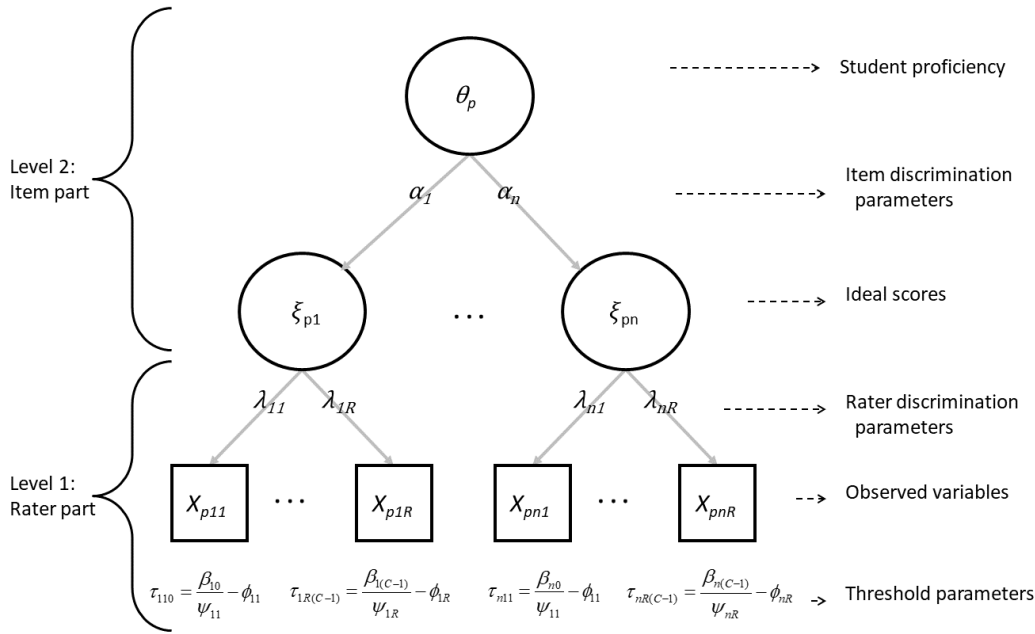 θp
Student proficiency
Level 2:
Item part
α1 αn
Item discrimination
parameters
ξp1 ... ξpn
Ideal scores
λ11 λ1R λn1 λnR
Rater discrimination
parameters
Level 1:
Rater part
Xp11 ... Xp1R Xpn1 ... XpnR
Observed variables
τ110 = β10/ψ11 − ϕ11 τ1R(C−1) = β1(C−1)/ψ1R − ϕ1R τn11 = βn0/ψ11 − ϕ11 τnR(C−1) = βn(C−1)/ψnR − ϕnR
Threshold parameters